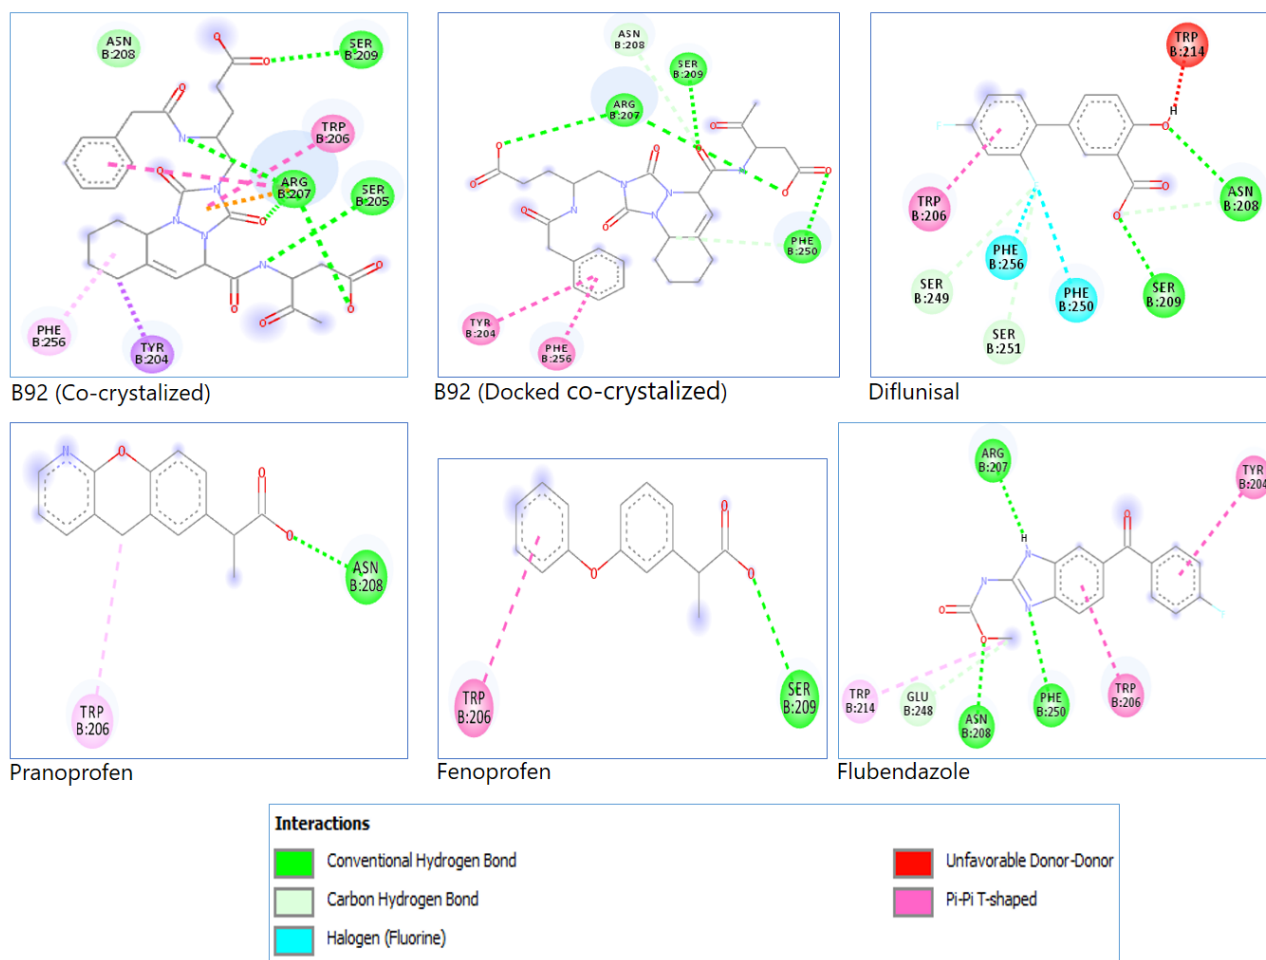 ASN
B:208
SER
B:209
TRP
B:206
ARG
B:207
SER
B:205
PHE
B:256
TYR
B:204
O
O
O
N
O
N
N
N
O
N
O
O
O
O
B92 (Co-crystalized)
ASN
B:208
SER
B:209
ARG
B:207
PHE
B:250
TYR
B:204
PHE
B:256
O
O
O
N
O
N
N
N
O
O
N
O
O
O
B92 (Docked co-crystalized)
TRP
B:214
F
H
O
O
O
TRP
B:206
PHE
B:256
ASN
B:208
SER
B:249
PHE
B:250
SER
B:209
SER
B:251
Diflunisal
N
O
O
O
ASN
B:208
TRP
B:206
Pranoprofen
O
O
O
TRP
B:206
SER
B:209
Fenoprofen
ARG
B:207
TYR
B:204
H
N
O
N
N
O
O
F
TRP
B:214
GLU
B:248
ASN
B:208
PHE
B:250
TRP
B:206
Flubendazole
Interactions
Conventional Hydrogen Bond
Carbon Hydrogen Bond
Halogen (Fluorine)
Unfavorable Donor-Donor
Pi-Pi T-shaped